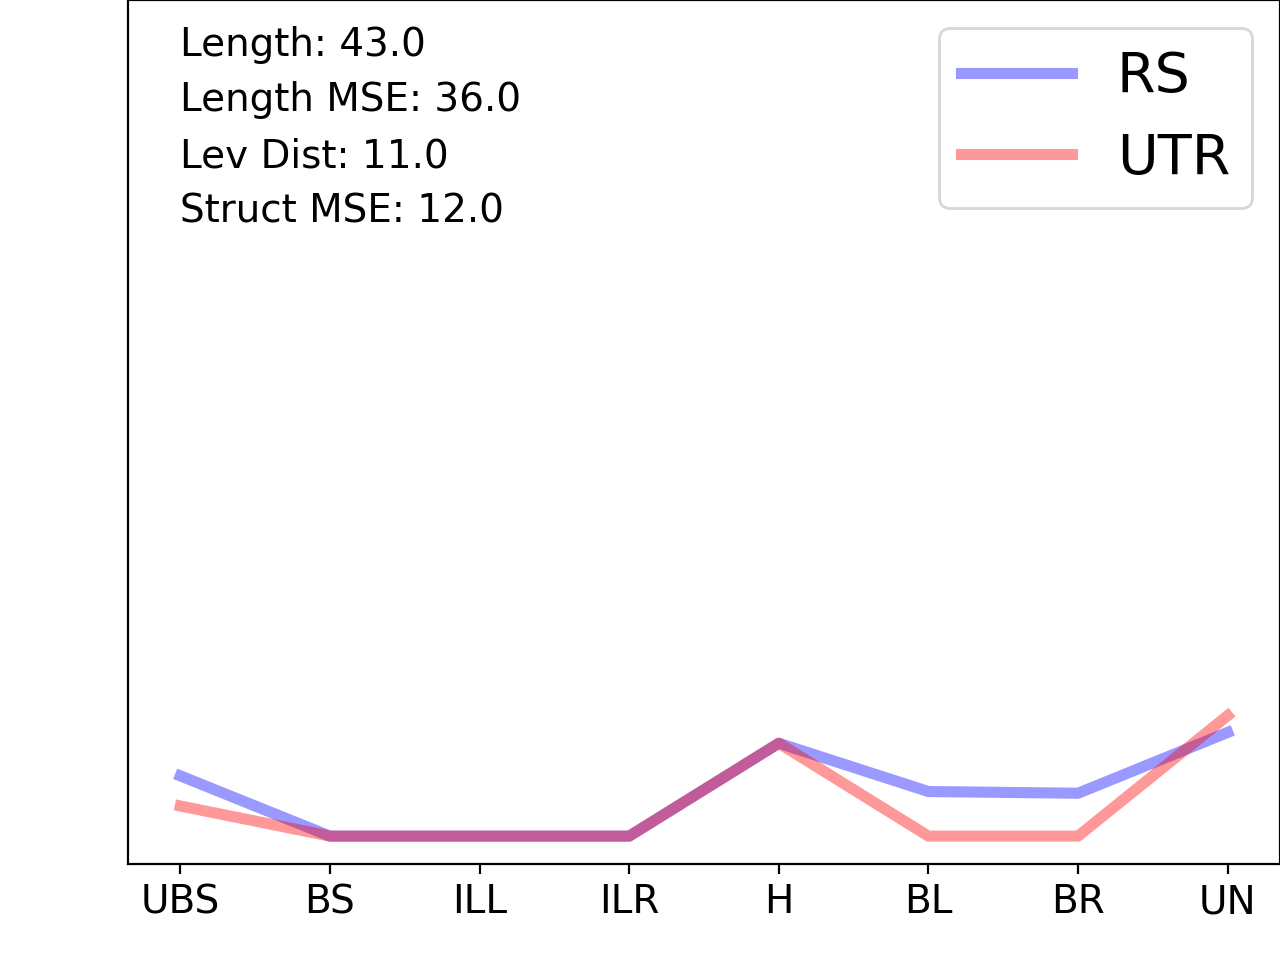 Length: 43.0
Length MSE: 36.0
Lev Dist: 11.0
Struct MSE: 12.0
RS
UTR
UBS BS ILL ILR H BL BR UN